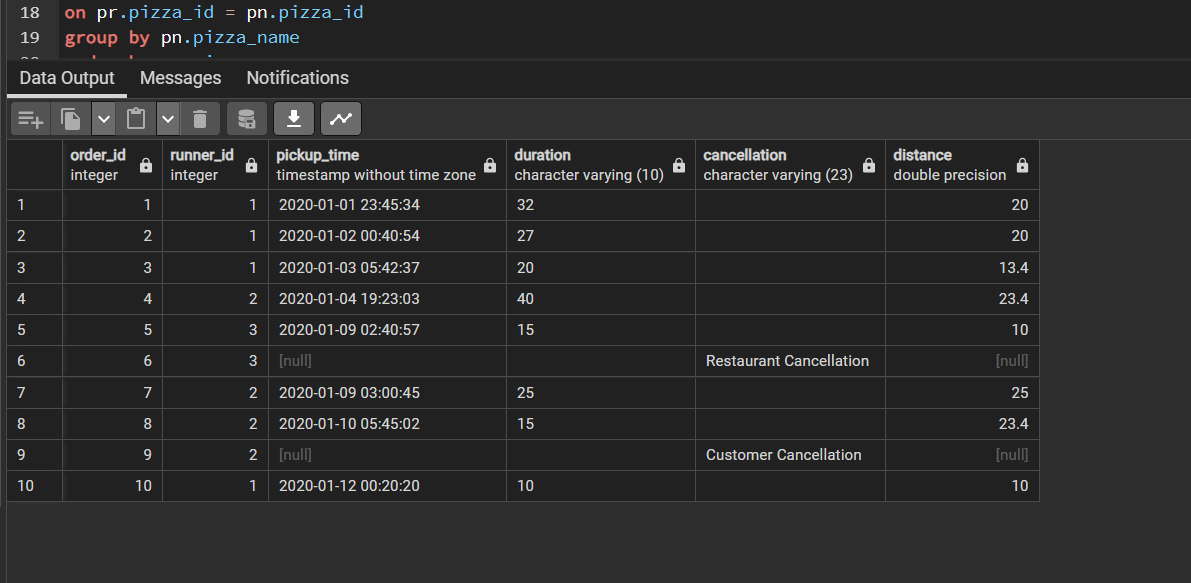 18 on pr.pizza_id = pn.pizza_id
19 group by pn.pizza_name
Data Output Messages Notifications
order_id runner_id pickup_time duration cancellation distance
integer integer timestamp without time zone character varying (10) character varying (23) double precision
1 1 1 2020-01-01 23:45:34 32 20
2 2 1 2020-01-02 00:40:54 27 20
3 3 1 2020-01-03 05:42:37 20 13.4
4 4 2 2020-01-04 19:23:03 40 23.4
5 5 3 2020-01-09 02:40:57 15 10
6 6 3 [null] Restaurant Cancellation [null]
7 7 2 2020-01-09 03:00:45 25 25
8 8 2 2020-01-10 05:45:02 15 23.4
9 9 2 [null] Customer Cancellation [null]
10 10 1 2020-01-12 00:20:20 10 10